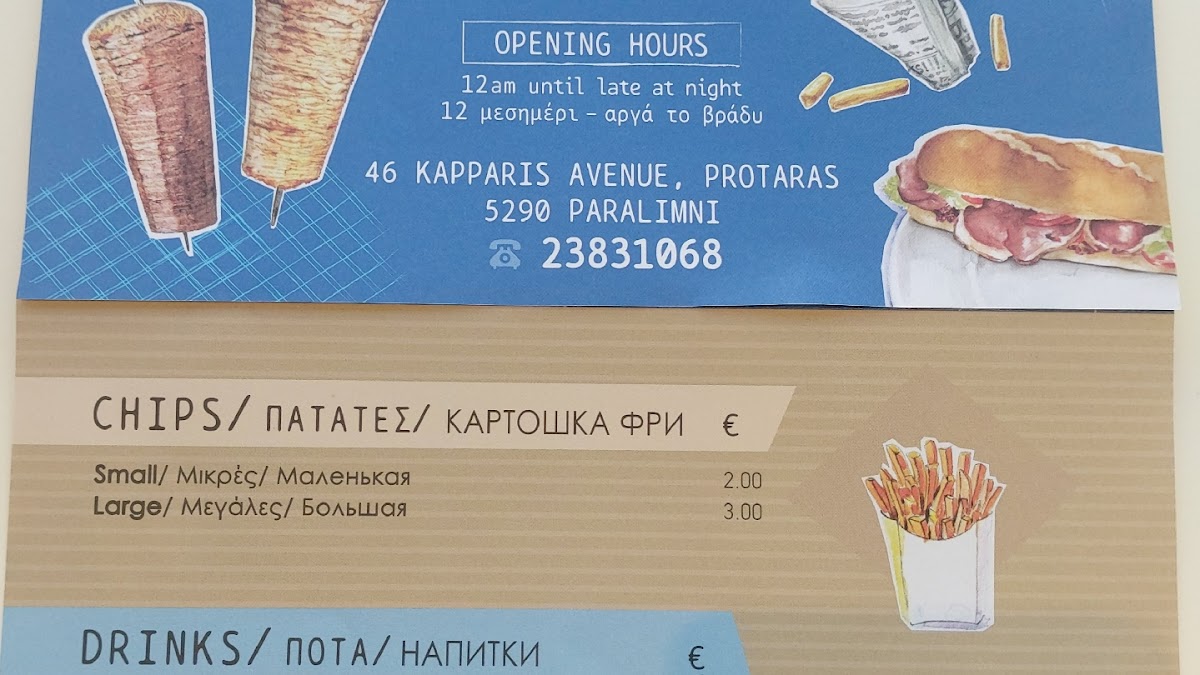 OPENING HOURS
12am until late at night
12 μεσημέρι – αργά το βράδυ
46 KAPPARIS AVENUE, PROTARAS
5290 PARALIMNI
☎ 23831068
CHIPS/ ΠΑΤΑΤΕΣ/ КАРТОШКА ФРИ €
Small/ Μικρές/ Маленькая 2.00
Large/ Μεγάλες/ Большая 3.00
DRINKS/ ΠΟΤΑ/ НАПИТКИ €